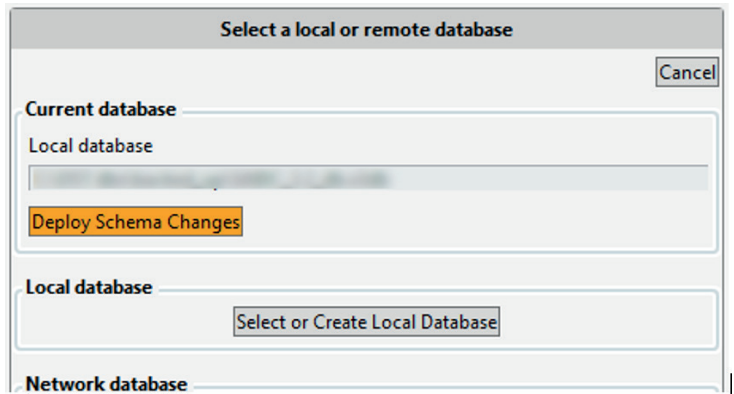 Select a local or remote database
Cancel
Current database
Local database
Deploy Schema Changes
Local database
Select or Create Local Database
Network database